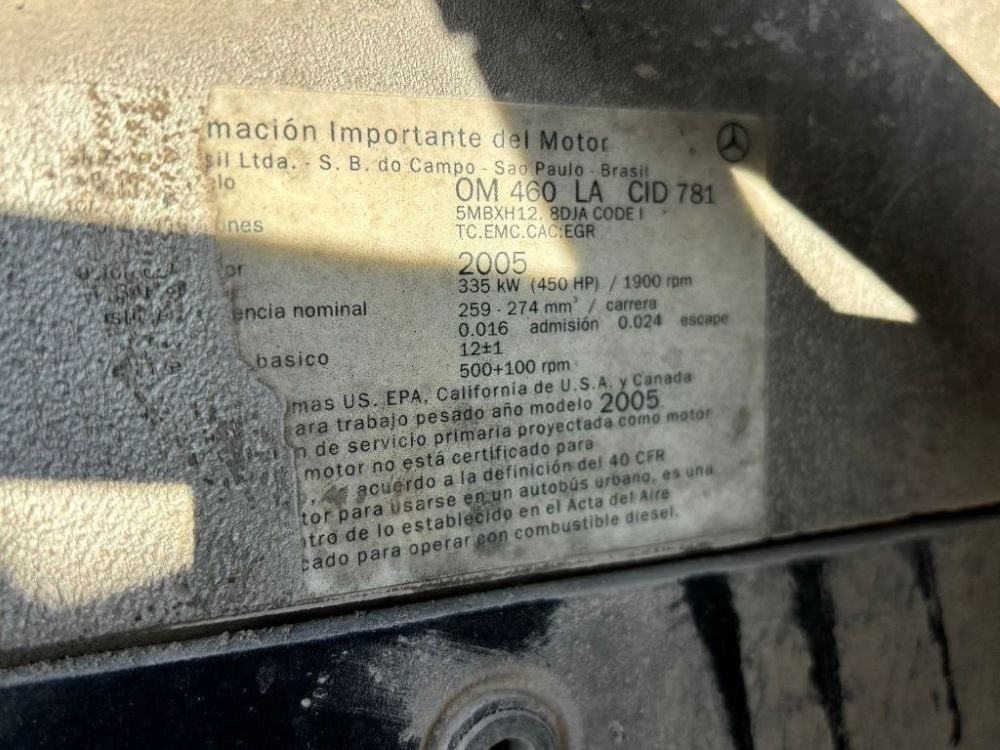 mación Importante del Motor
sil Ltda. - S. B. do Campo - Sao Paulo - Brasil
lo OM 460 LA CID 781
5MBXH12. 8DJA CODE I
ones TC.EMC.CAC:EGR
or 2005
335 kW (450 HP) / 1900 rpm
encia nominal 259 - 274 mm³ / carrera
0.016 admisión 0.024 escape
12±1
basico 500+100 rpm
mas US. EPA, California de U.S.A. y Canada
ara trabajo pesado año modelo 2005
n de servicio primaria proyectada como motor
motor no está certificado para
acuerdo a la definición del 40 CFR
tor para usarse en un autobús urbano, es una
tro de lo establecido en el Acta del Aire
cado para operar con combustible diesel.